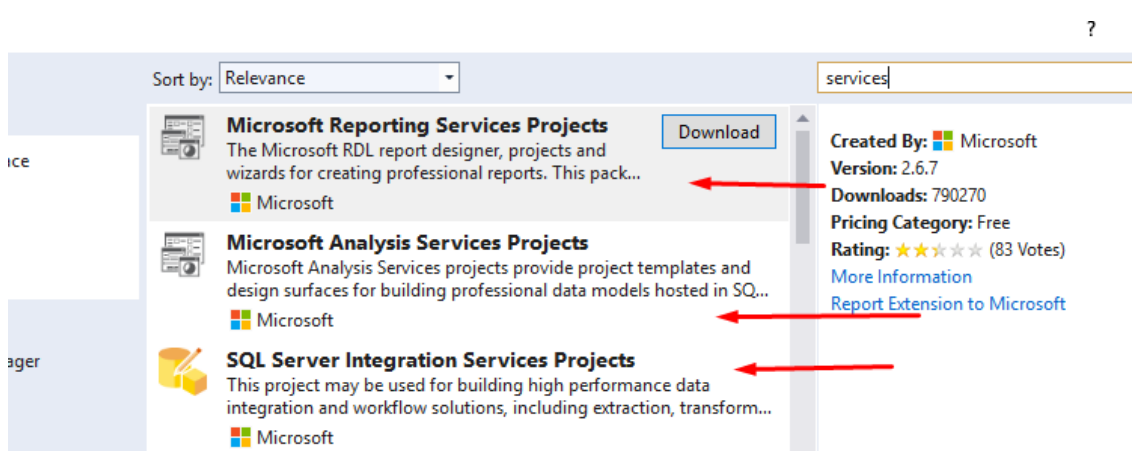 ?
Sort by: Relevance
services
Microsoft Reporting Services Projects
Download
The Microsoft RDL report designer, projects and
wizards for creating professional reports. This pack...
Microsoft
Microsoft Analysis Services Projects
Microsoft Analysis Services projects provide project templates and
design surfaces for building professional data models hosted in SQ...
Microsoft
SQL Server Integration Services Projects
This project may be used for building high performance data
integration and workflow solutions, including extraction, transform...
Microsoft
Created By: Microsoft
Version: 2.6.7
Downloads: 790270
Pricing Category: Free
Rating: (83 Votes)
More Information
Report Extension to Microsoft
ice
ager